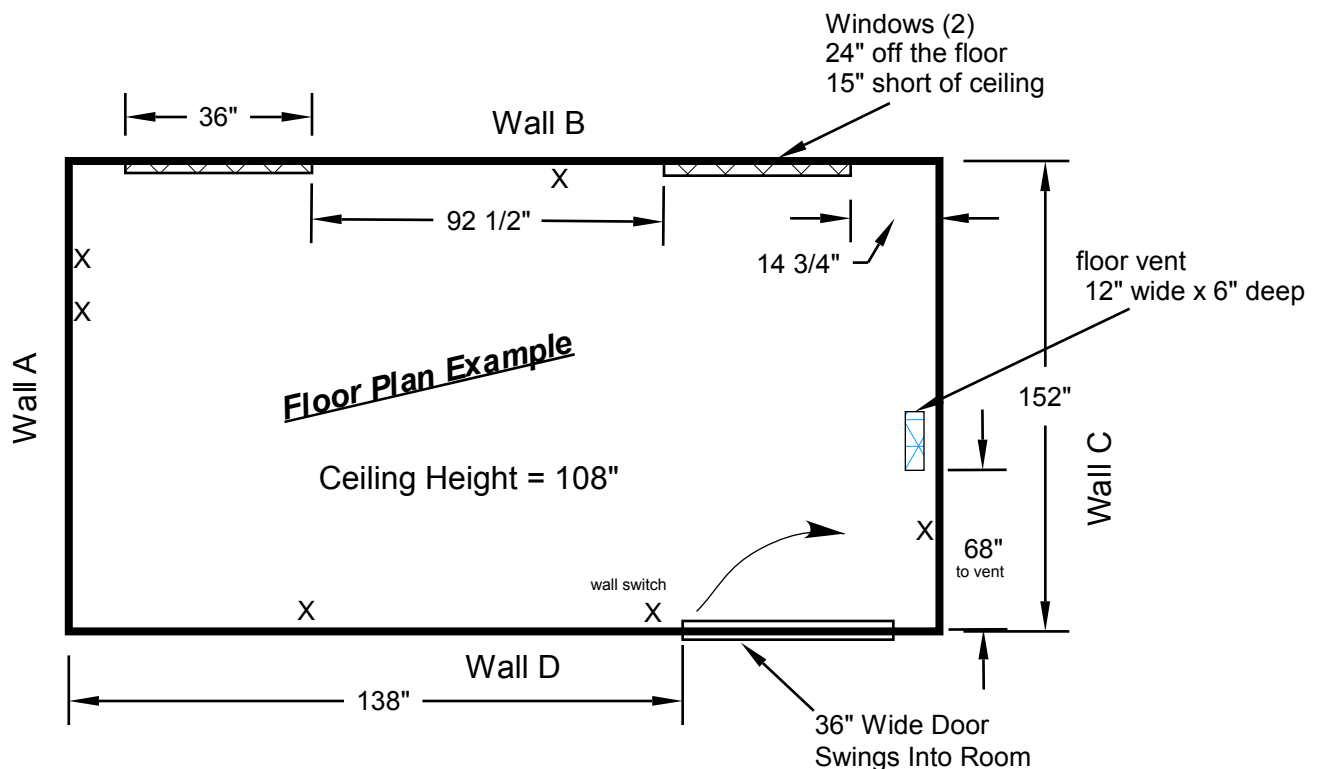 Windows (2)
24" off the floor
15" short of ceiling
36"
Wall B
X
92 1/2"
14 3/4"
X
X
floor vent
12" wide x 6" deep
Floor Plan Example
Wall A
152"
Wall C
Ceiling Height = 108"
X
68"
to vent
wall switch
X
X
Wall D
138"
36" Wide Door
Swings Into Room